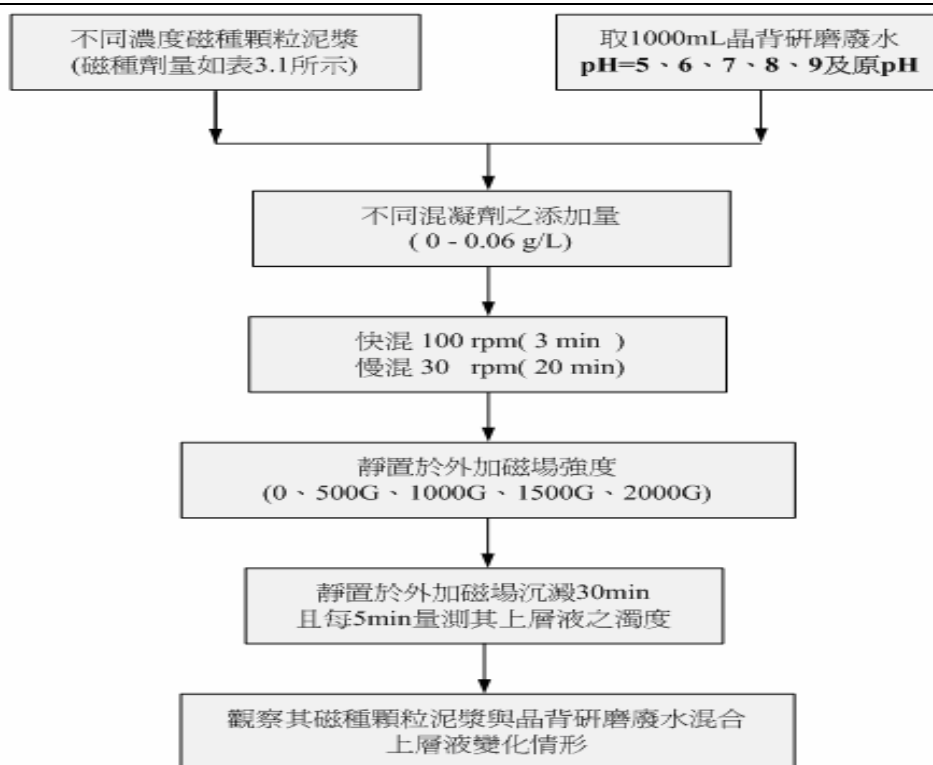 不同濃度磁種顆粒泥漿
(磁種劑量如表3.1所示)
取1000mL晶背研磨廢水
pH=5、6、7、8、9及原pH
不同混凝劑之添加量
( 0 - 0.06 g/L)
快混 100 rpm( 3 min )
慢混 30 rpm( 20 min)
靜置於外加磁場強度
(0、500G、1000G、1500G、2000G)
靜置於外加磁場沉澱30min
且每5min量測其上層液之濁度
觀察其磁種顆粒泥漿與晶背研磨廢水混合
上層液變化情形